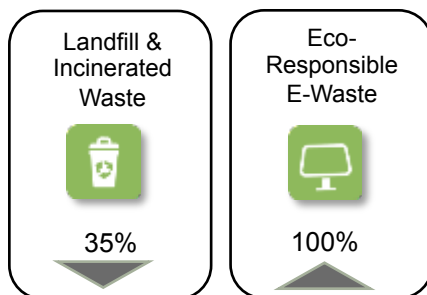 Landfill &
Incinerated
Waste
35%
Eco-
Responsible
E-Waste
100%